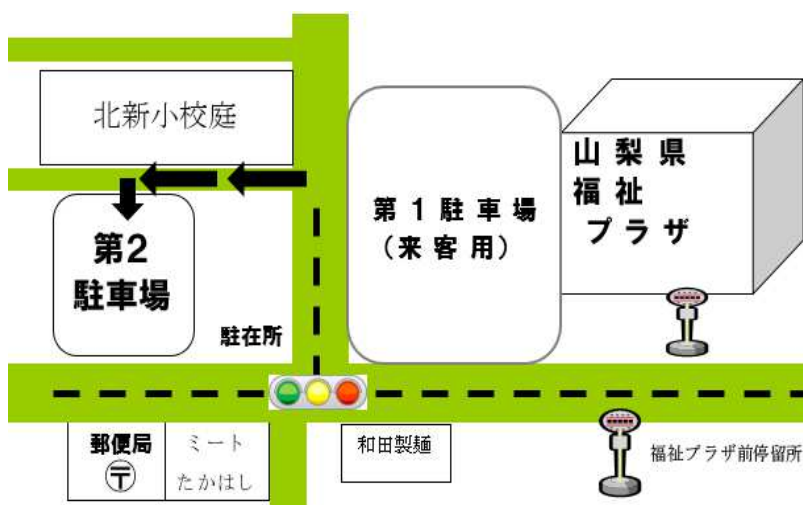 北新小校庭
山梨県
福祉
プラザ
第1駐車場
(来客用)
第2
駐車場
駐在所
郵便局
〒
ミート
たかはし
和田製麺
福祉プラザ前停留所